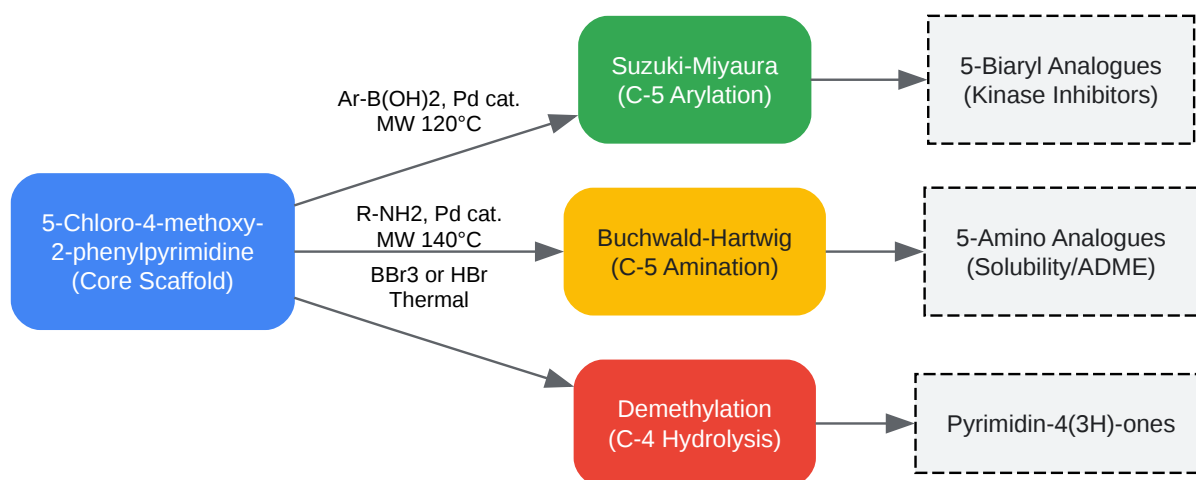 5-Chloro-4-methoxy-
2-phenylpyrimidine
(Core Scaffold)
Ar-B(OH)2, Pd cat.
MW 120°C
Suzuki-Miyaura
(C-5 Arylation)
5-Biaryl Analogues
(Kinase Inhibitors)
R-NH2, Pd cat.
MW 140°C
Buchwald-Hartwig
(C-5 Amination)
5-Amino Analogues
(Solubility/ADME)
BBr3 or HBr
Thermal
Demethylation
(C-4 Hydrolysis)
Pyrimidin-4(3H)-ones